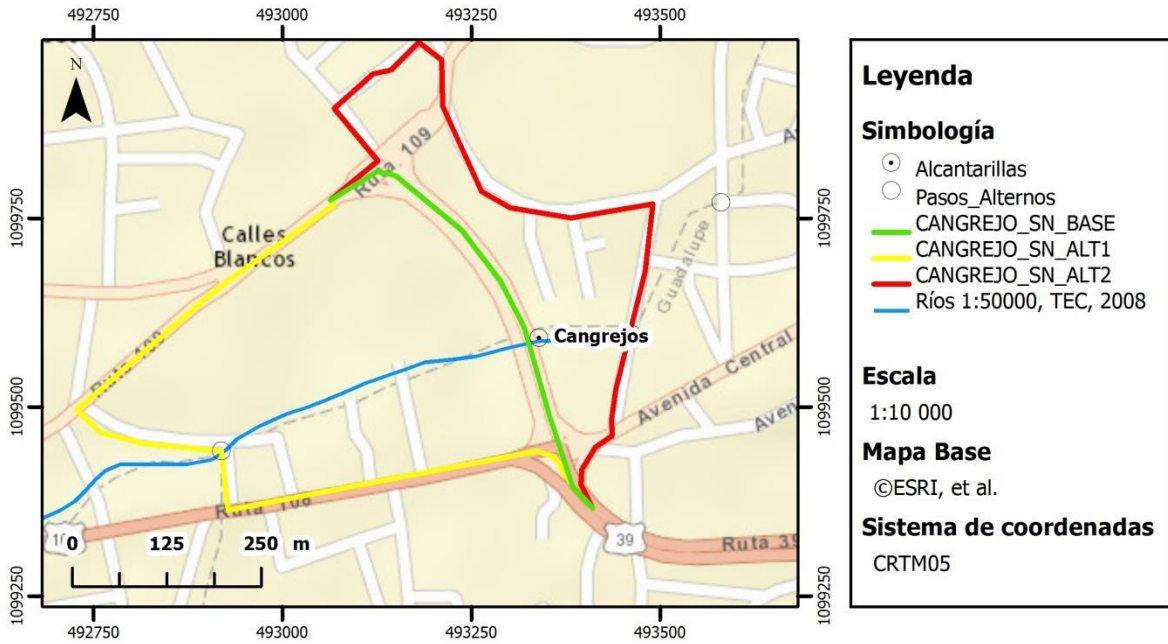 492750 493000 493250 493500
N
1099750
1099500
1099250
1099750
1099500
1099250
Ruta 109
Calles
Blancos
Guadalupe
Cangrejos
Avenida Central
Ruta 108
39
Ruta 39
0 125 250 m
492750 493000 493250 493500
Leyenda
Simbología
Alcantarillas
Pasos_Alternos
CANGREJO_SN_BASE
CANGREJO_SN_ALT1
CANGREJO_SN_ALT2
Ríos 1:50000, TEC, 2008
Escala
1:10 000
Mapa Base
©ESRI, et al.
Sistema de coordenadas
CRTM05